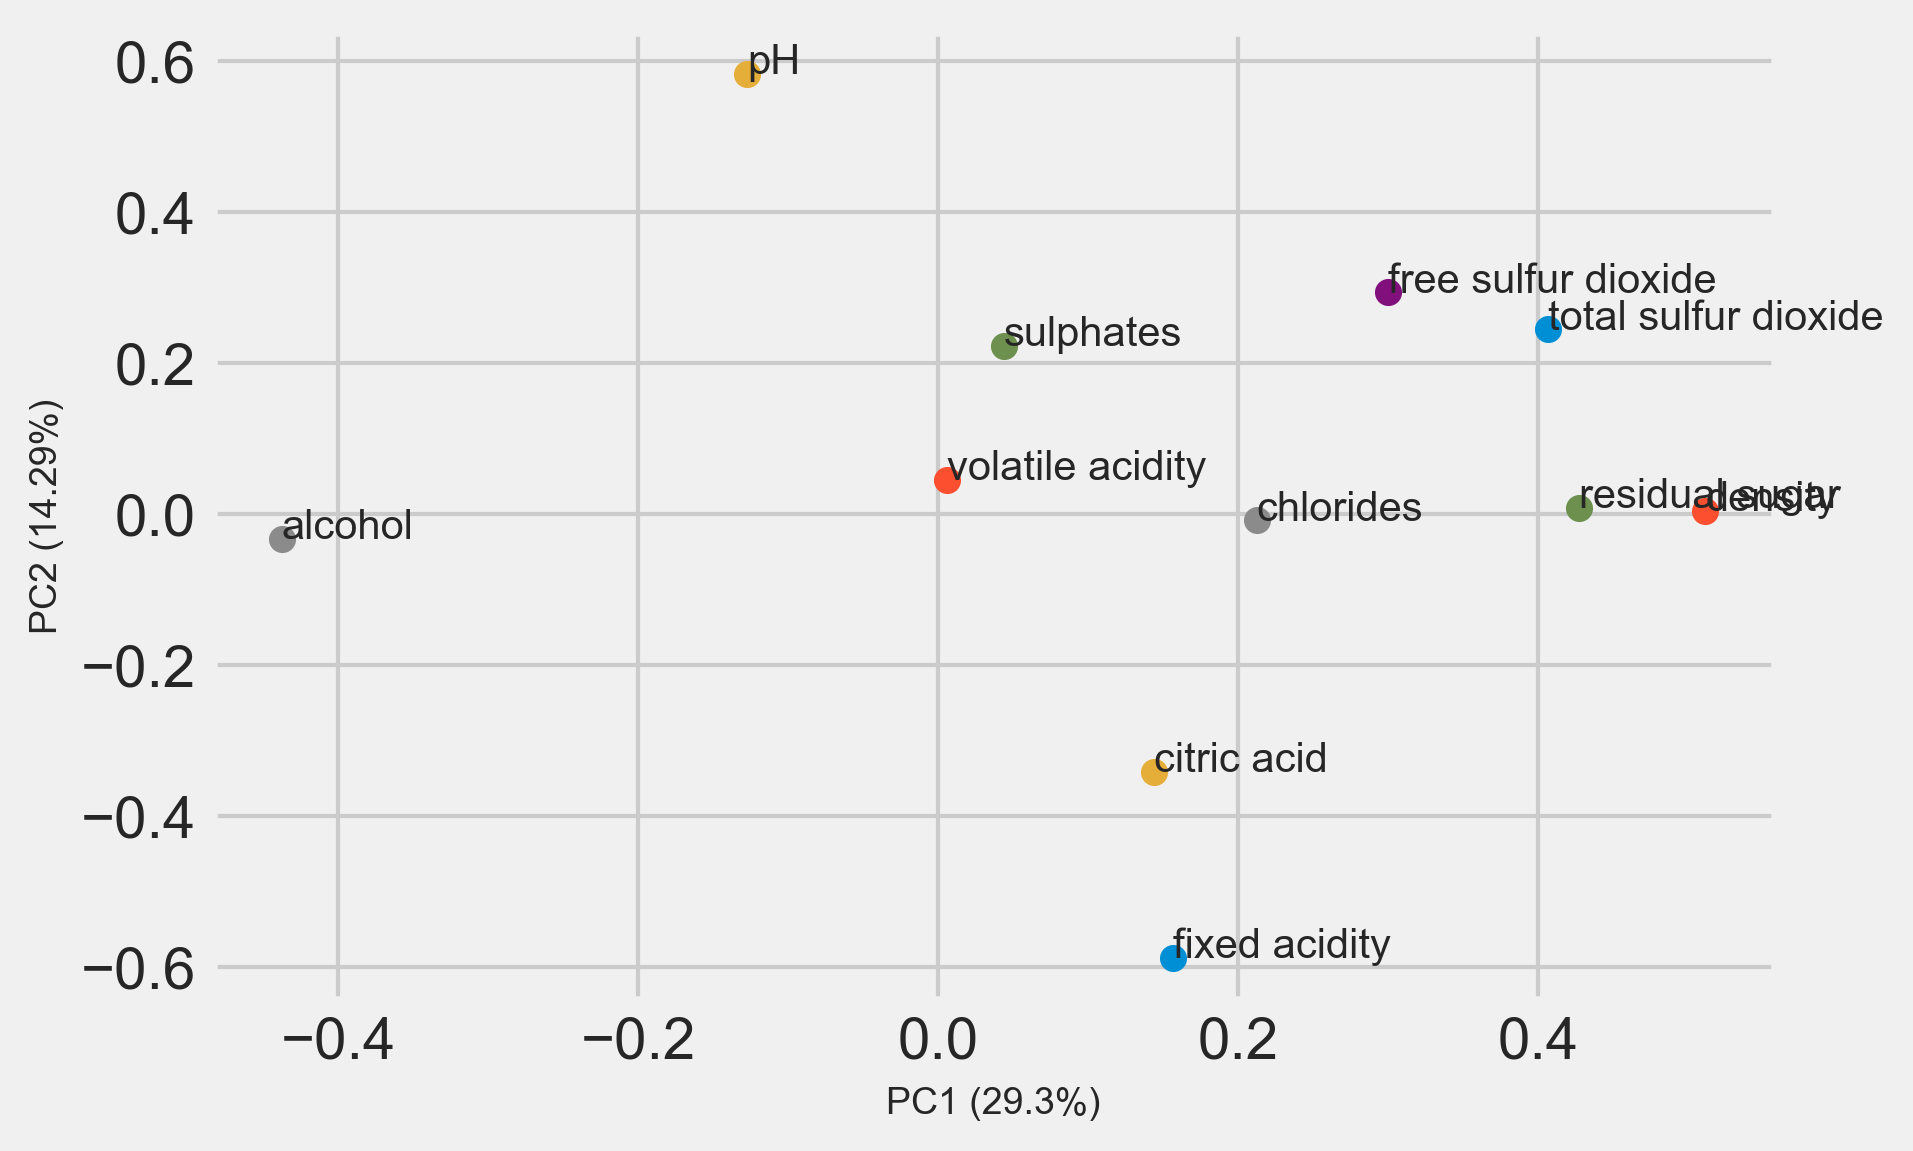 0.6
pH
0.4
free sulfur dioxide
total sulfur dioxide
sulphates
0.2
volatile acidity
residual sugar
density
chlorides
0.0
alcohol
−0.2
citric acid
−0.4
fixed acidity
−0.6
−0.4
−0.2
0.0
0.2
0.4
PC1 (29.3%)
PC2 (14.29%)